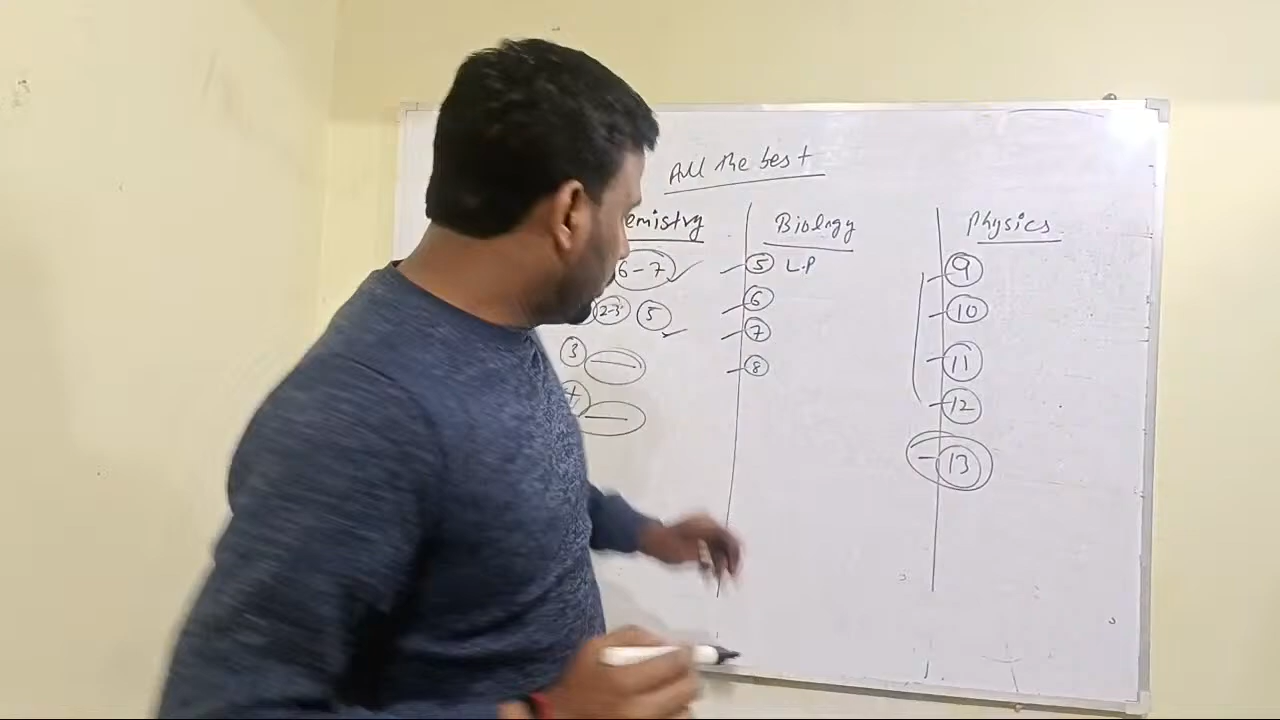 All the best
emistry
6-7
2-3 5
3
Biology
5 L.P
6
7
8
Physics
9
10
11
12
13